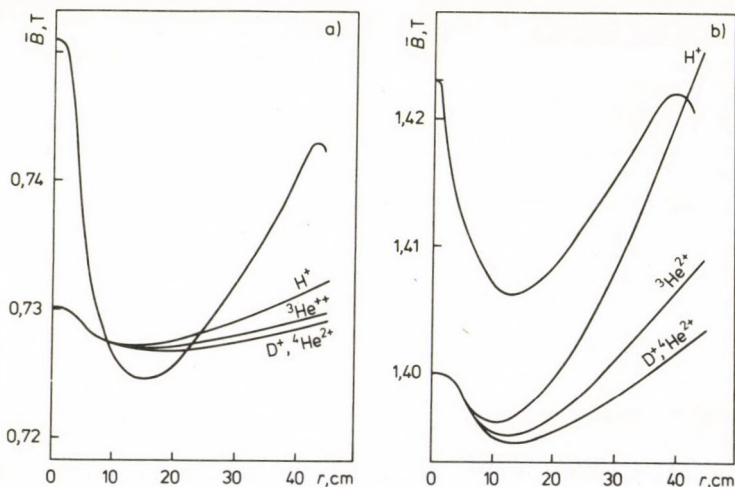 B̄,T
a)
0,74
0,73
0,72
H⁺
³He⁺⁺
D⁺, ⁴He²⁺
0 10 20 30 40 r,cm
B̄,T
b)
1,42
1,41
1,40
H⁺
³He²⁺
D⁺,⁴He²⁺
0 10 20 30 40 r,cm